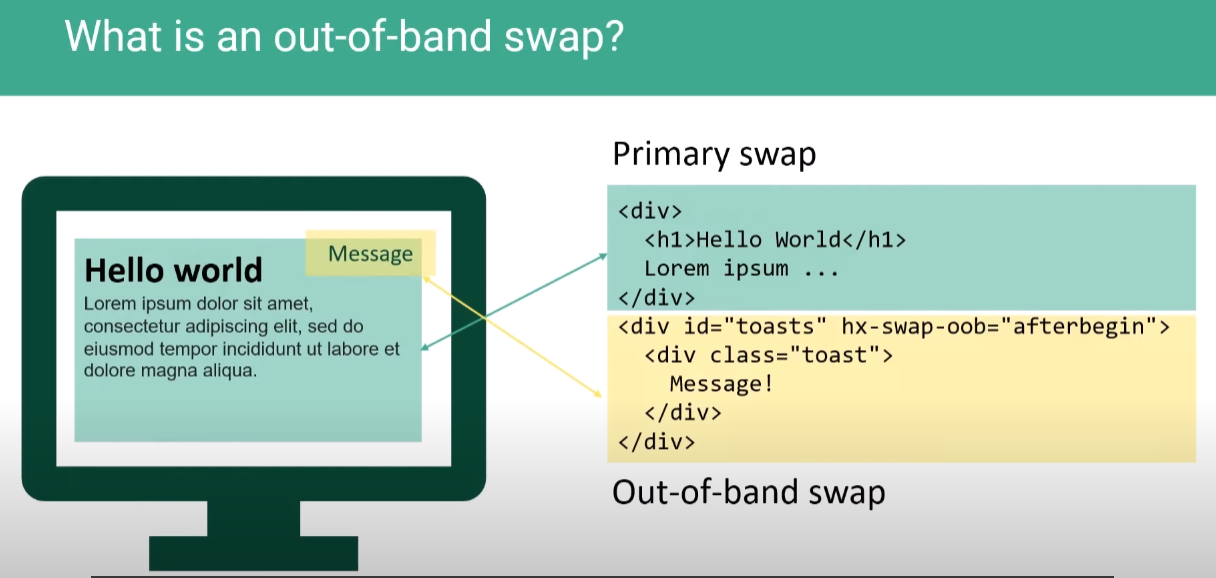 What is an out-of-band swap?
Message
Hello world
Lorem ipsum dolor sit amet,
consectetur adipiscing elit, sed do
eiusmod tempor incididunt ut labore et
dolore magna aliqua.
Primary swap
<div>
  <h1>Hello World</h1>
  Lorem ipsum ...
</div>
<div id="toasts" hx-swap-oob="afterbegin">
  <div class="toast">
    Message!
  </div>
</div>
Out-of-band swap